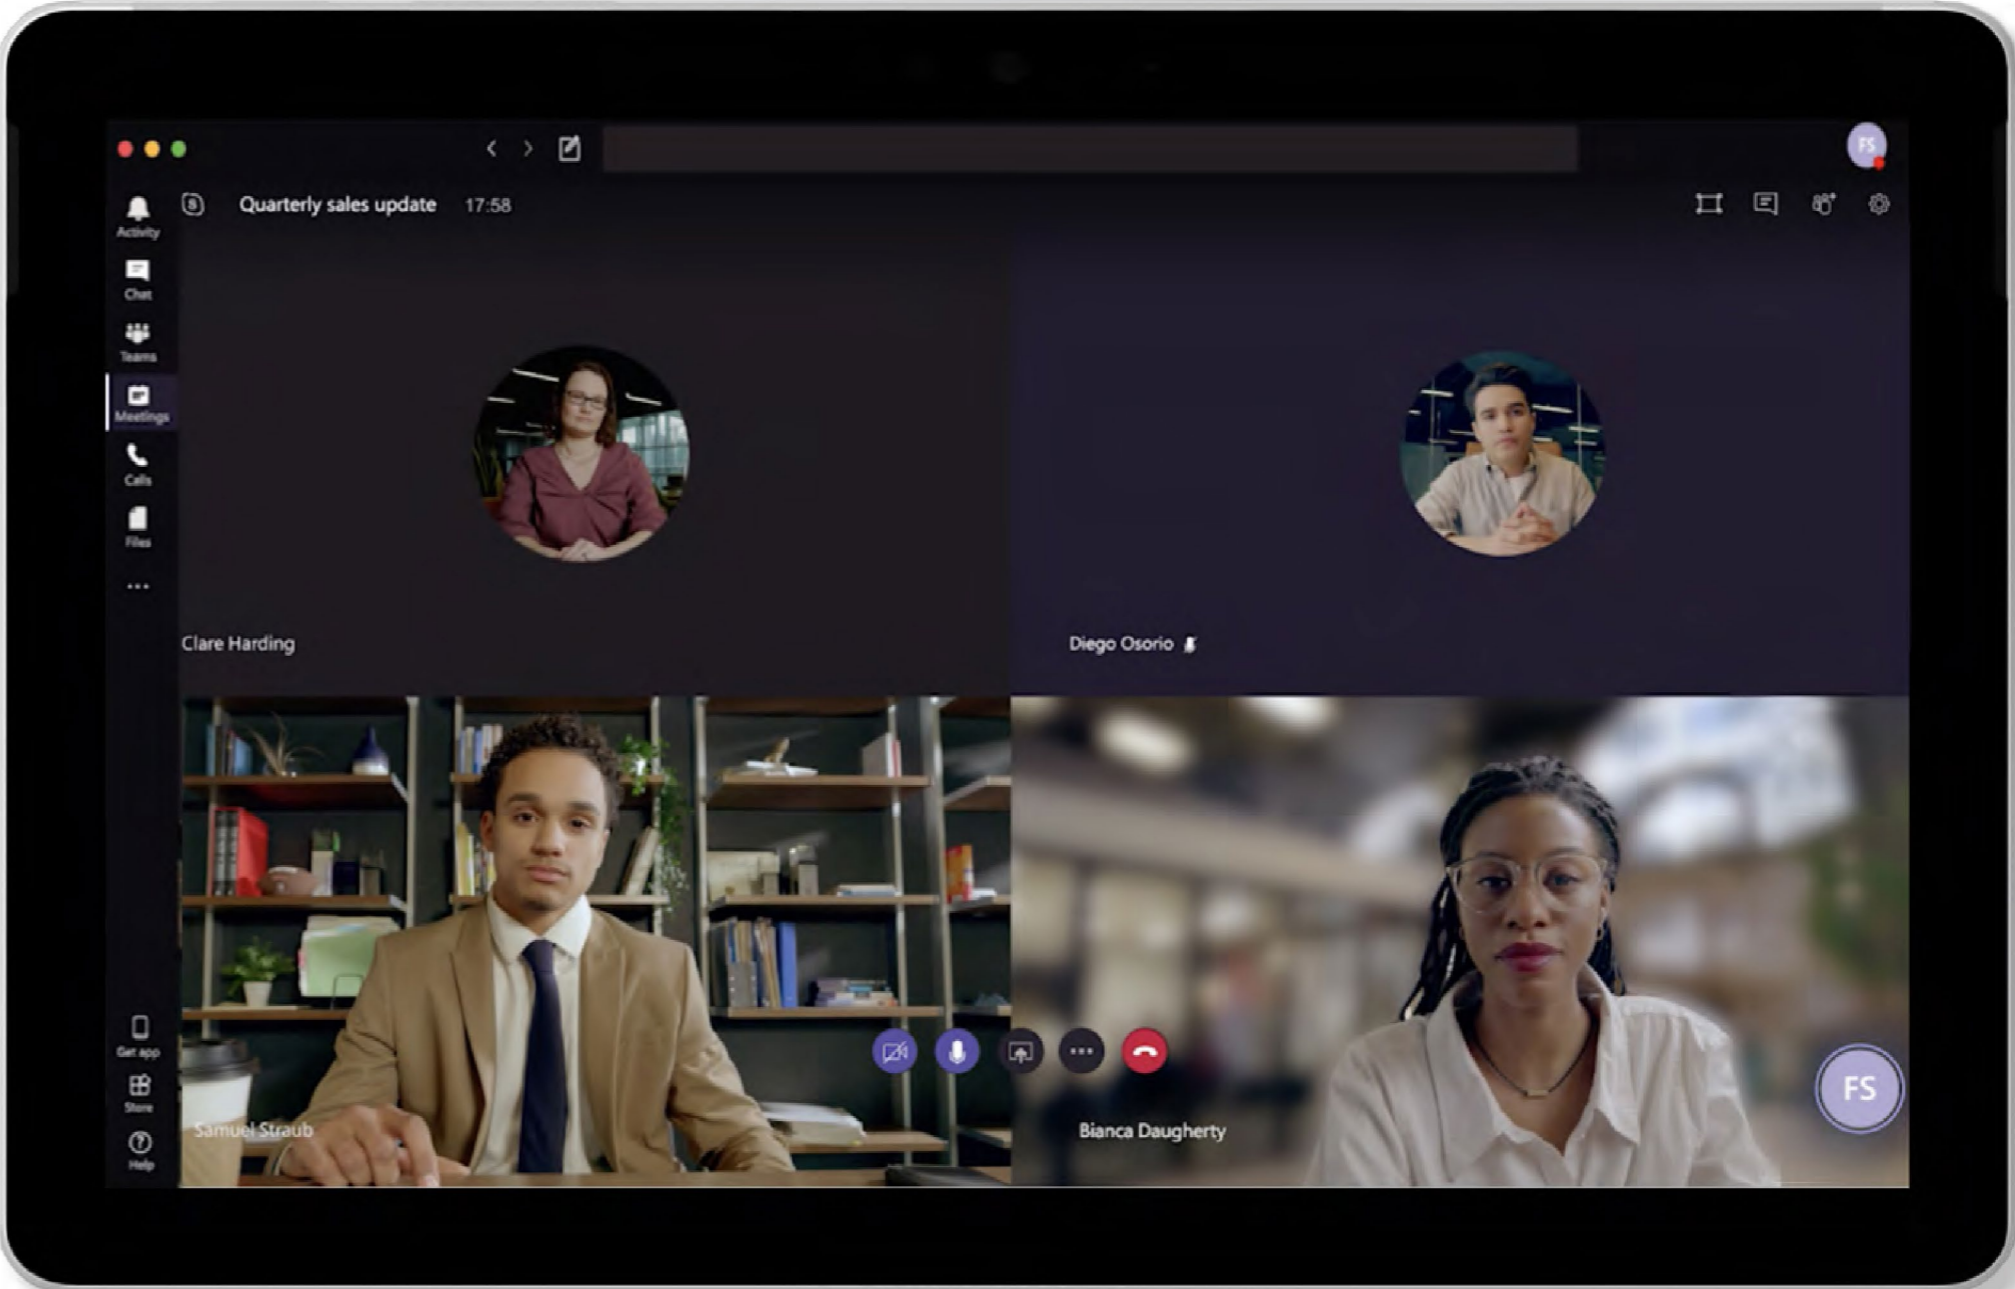 FS
Quarterly sales update 17:58
Activity
Chat
Teams
Meetings
Calls
Files
Clare Harding
Diego Osorio
Get app
Store
Help
Samuel Straub
Bianca Daugherty
FS